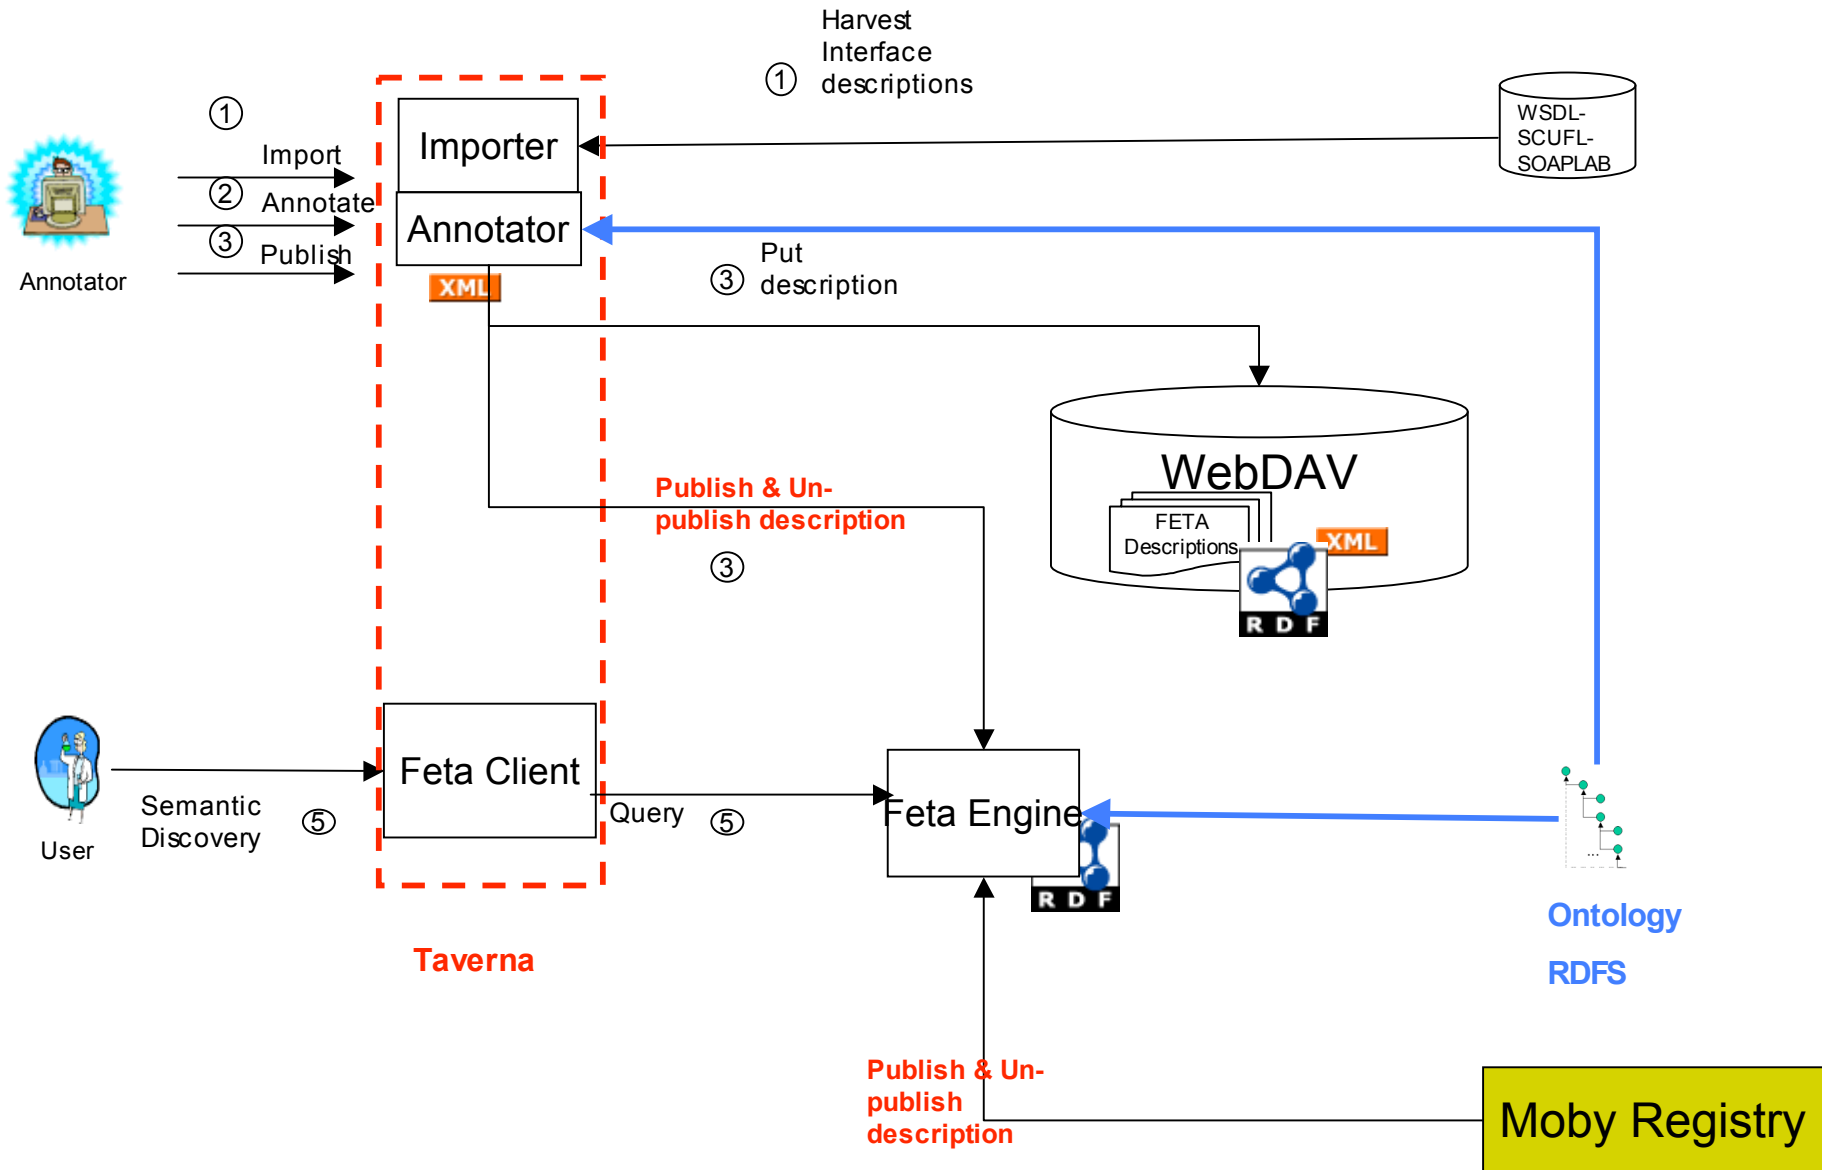 Harvest
Interface
descriptions
1
WSDL-
SCUFL-
SOAPLAB
1
Import
2
Annotate
3
Publish
Annotator
Importer
Annotator
XML
Put
3
description
WebDAV
FETA
Descriptions
XML
RDF
Publish & Un-
publish description
3
User
Semantic
Discovery
5
Feta Client
Query
5
Feta Engine
RDF
...
Ontology
RDFS
Taverna
Publish & Un-
publish
description
Moby Registry